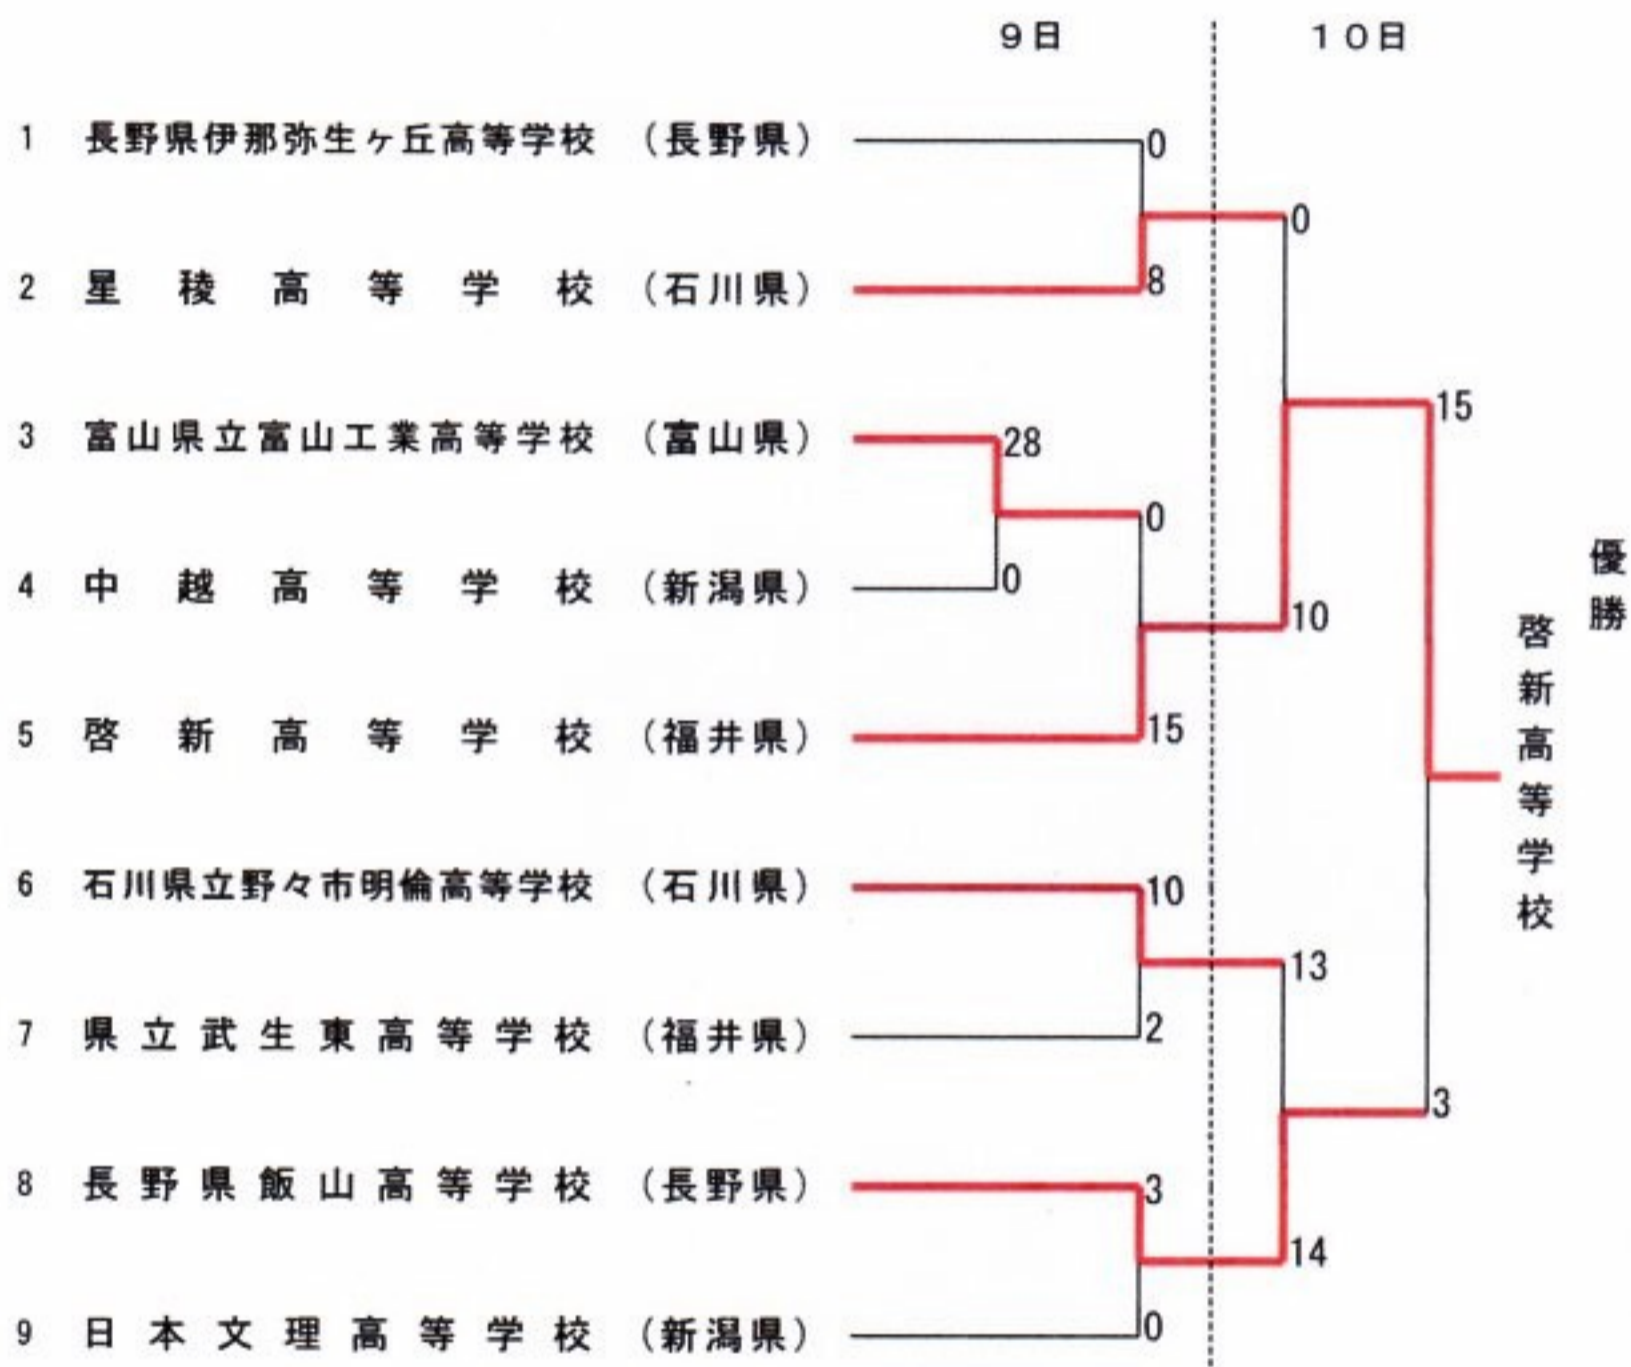 9日 10日
1 長野県伊那弥生ヶ丘高等学校 (長野県) 0
0
2 星稜高等学校 (石川県) 8
15
3 富山県立富山工業高等学校 (富山県) 28
0
4 中越高等学校 (新潟県) 0
10
5 啓新高等学校 (福井県) 15
優勝
啓新高等学校
6 石川県立野々市明倫高等学校 (石川県) 10
13
7 県立武生東高等学校 (福井県) 2
3
8 長野県飯山高等学校 (長野県) 3
14
9 日本文理高等学校 (新潟県) 0